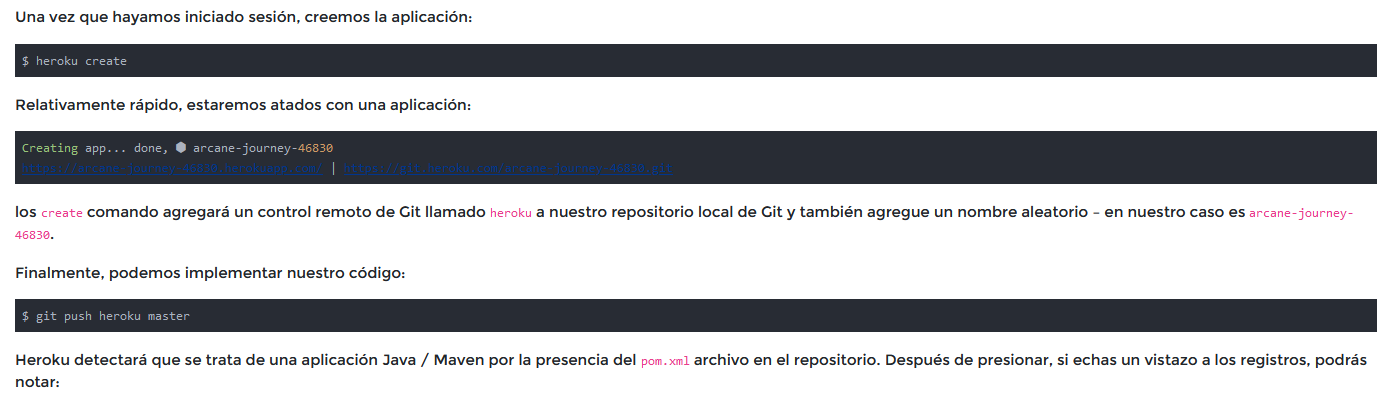 Una vez que hayamos iniciado sesión, creemos la aplicación:
$ heroku create
Relativamente rápido, estaremos atados con una aplicación:
Creating app... done, ⬢ arcane-journey-46830
https://arcane-journey-46830.herokuapp.com/ | https://git.heroku.com/arcane-journey-46830.git
los create comando agregará un control remoto de Git llamado heroku a nuestro repositorio local de Git y también agregue un nombre aleatorio – en nuestro caso es arcane-journey-
46830.
Finalmente, podemos implementar nuestro código:
$ git push heroku master
Heroku detectará que se trata de una aplicación Java / Maven por la presencia del pom.xml archivo en el repositorio. Después de presionar, si echas un vistazo a los registros, podrás
notar: